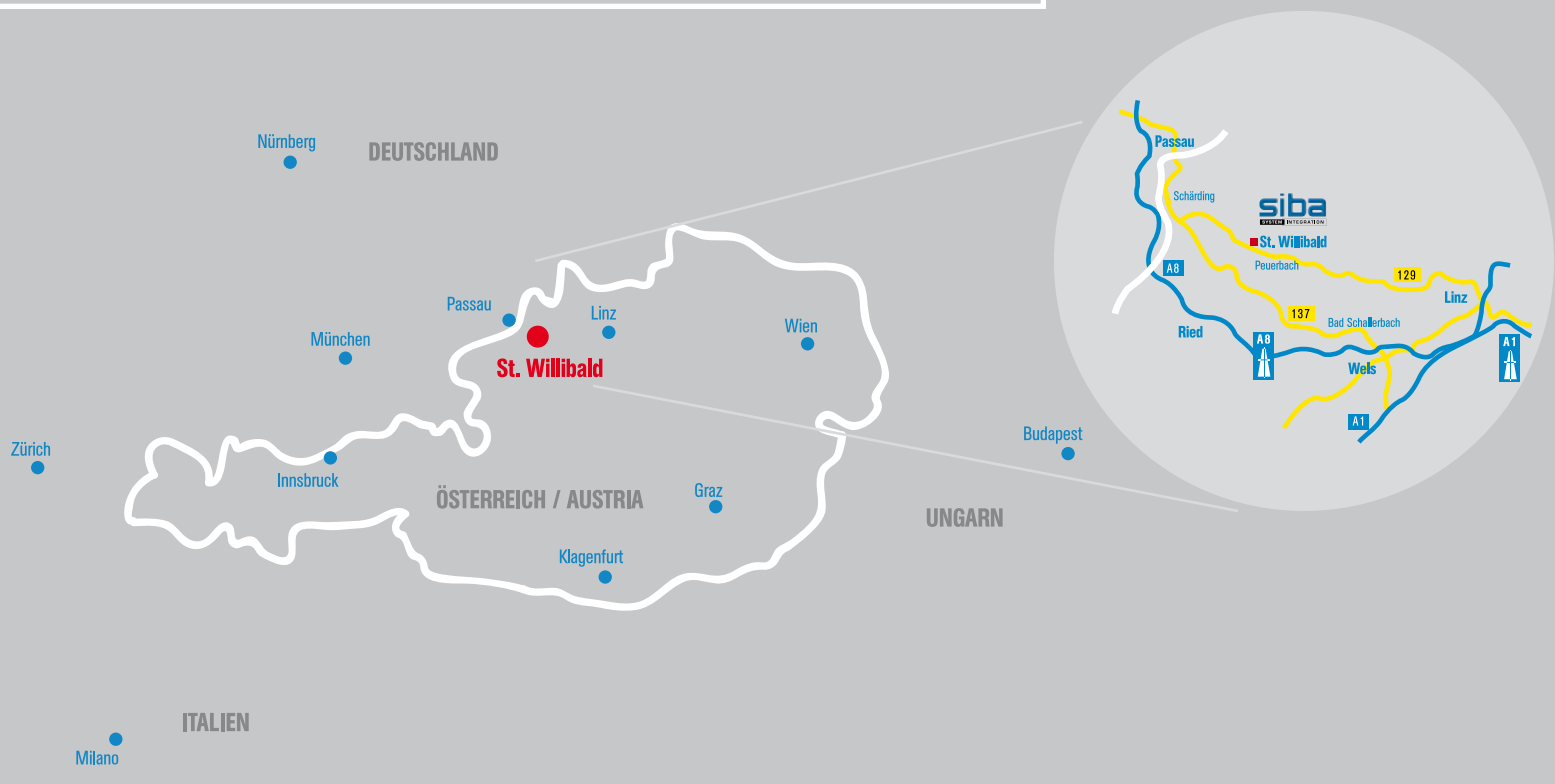 Nürnberg
DEUTSCHLAND
Passau
Linz
Wien
München
St. Willibald
Zürich
Innsbruck
ÖSTERREICH / AUSTRIA
Graz
Budapest
UNGARN
Klagenfurt
ITALIEN
Milano
Passau
Schärding
siba
SYSTEM INTEGRATION
St. Willibald
Peuerbach
A8
129
Linz
137
Bad Schallerbach
Ried
A8
A1
Wels
A1